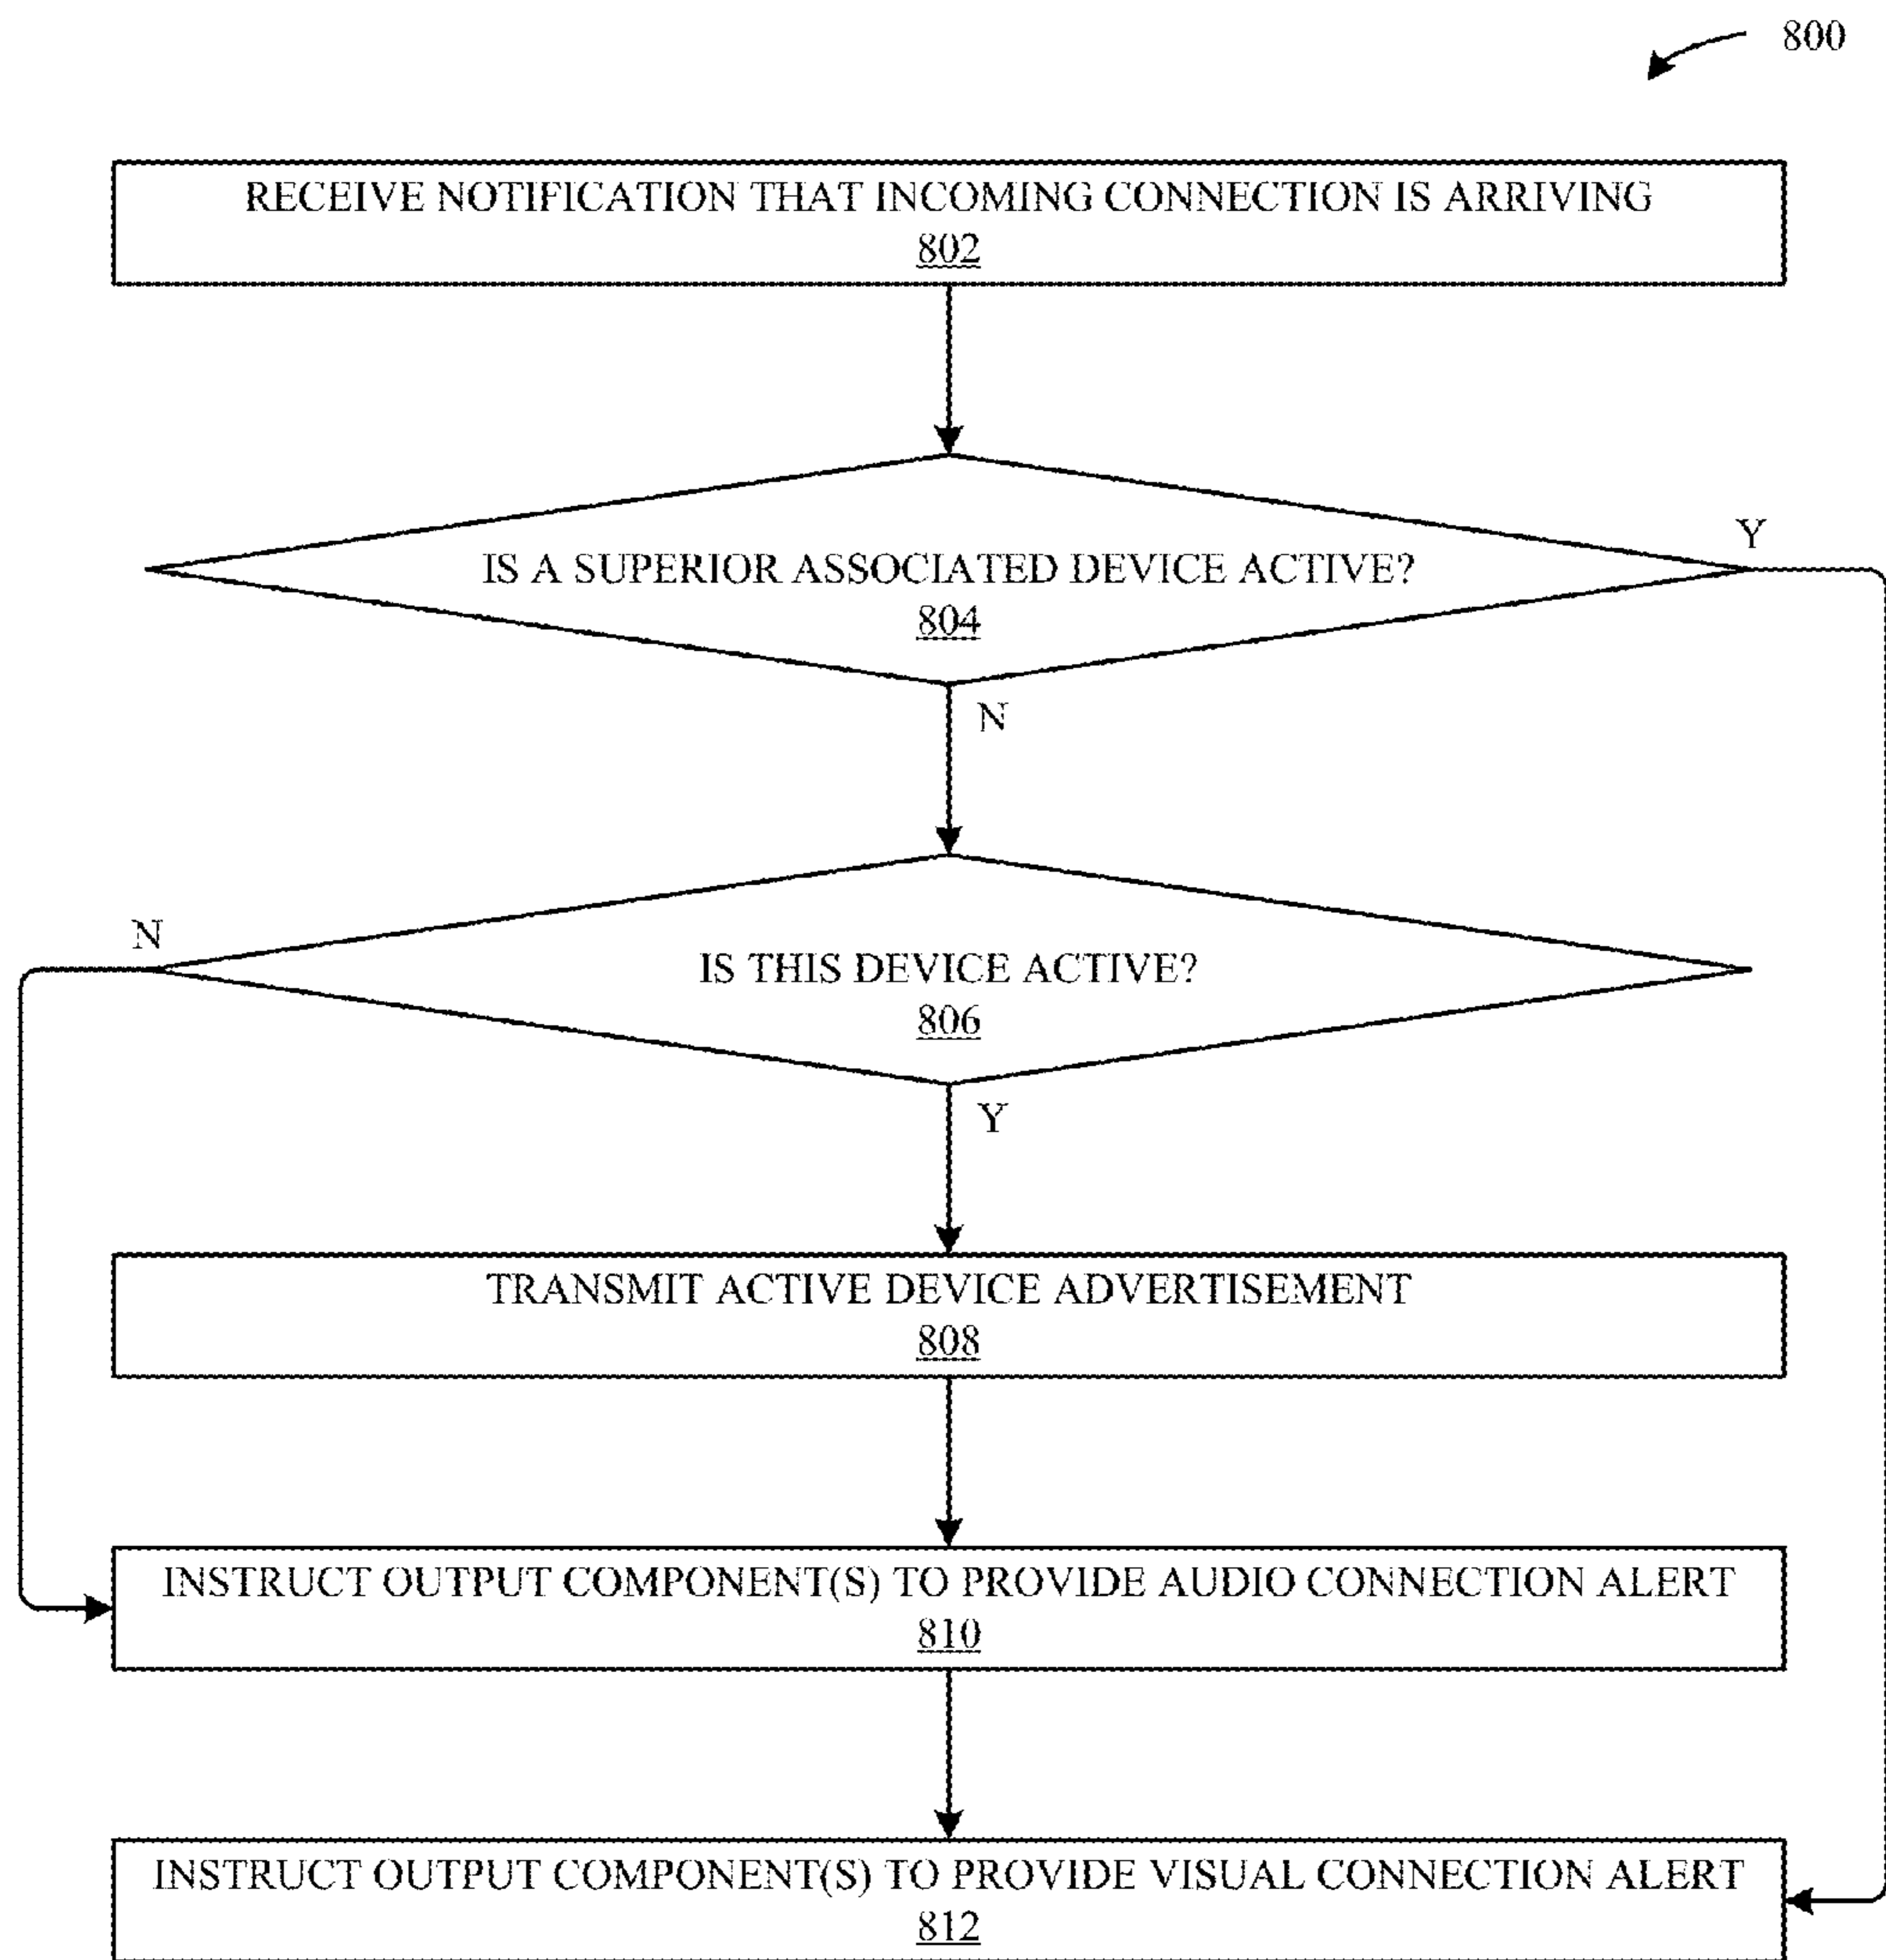 800
RECEIVE NOTIFICATION THAT INCOMING CONNECTION IS ARRIVING
802
IS A SUPERIOR ASSOCIATED DEVICE ACTIVE?
804
Y
N
IS THIS DEVICE ACTIVE?
806
N
Y
TRANSMIT ACTIVE DEVICE ADVERTISEMENT
808
INSTRUCT OUTPUT COMPONENT(S) TO PROVIDE AUDIO CONNECTION ALERT
810
INSTRUCT OUTPUT COMPONENT(S) TO PROVIDE VISUAL CONNECTION ALERT
812